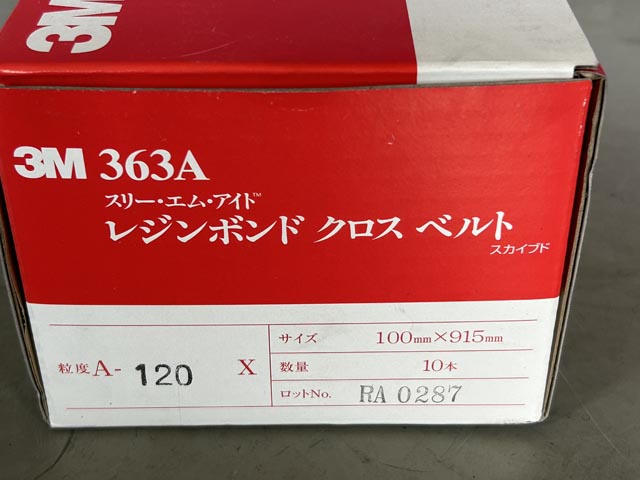 3M
3M 363A
スリー・エム・アイト™
レジンボンド クロス ベルト
スカイブド
粒度 A- 120 X
サイズ 100mm×915mm
数量 10本
ロットNo. RA 0287